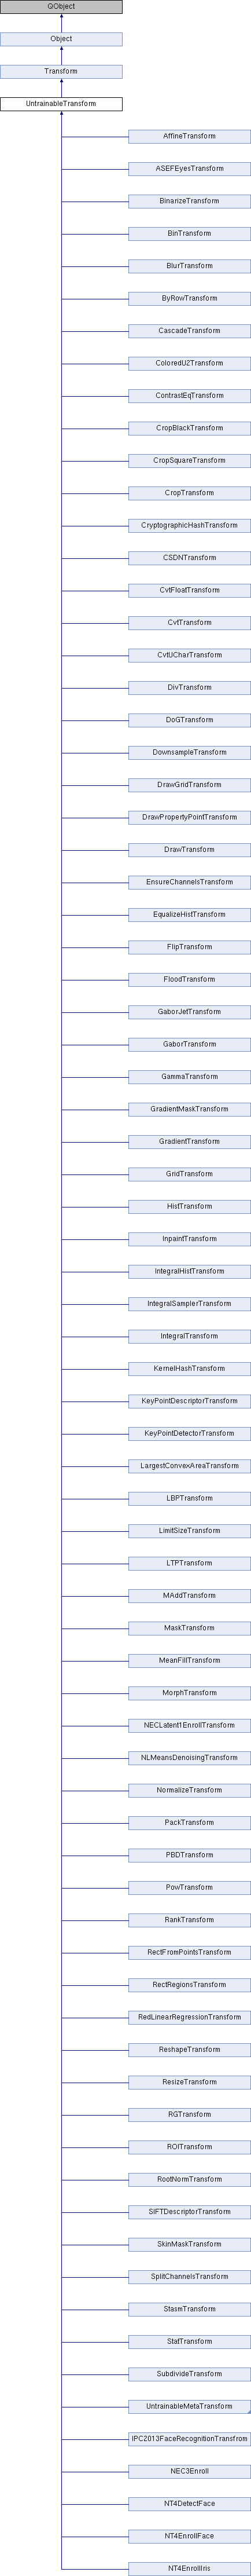 QObject
Object
Transform
UntrainableTransform
AffineTransform
ASEFEyesTransform
BinarizeTransform
BinTransform
BlurTransform
ByRowTransform
CascadeTransform
ColoredU2Transform
ContrastEqTransform
CropBlackTransform
CropSquareTransform
CropTransform
CryptographicHashTransform
CSDNTransform
CvtFloatTransform
CvtTransform
CvtUCharTransform
DivTransform
DoGTransform
DownsampleTransform
DrawGridTransform
DrawPropertyPointTransform
DrawTransform
EnsureChannelsTransform
EqualizeHistTransform
FlipTransform
FloodTransform
GaborJetTransform
GaborTransform
GammaTransform
GradientMaskTransform
GradientTransform
GridTransform
HistTransform
InpaintTransform
IntegralHistTransform
IntegralSamplerTransform
IntegralTransform
KernelHashTransform
KeyPointDescriptorTransform
KeyPointDetectorTransform
LargestConvexAreaTransform
LBPTransform
LimitSizeTransform
LTPTransform
MAddTransform
MaskTransform
MeanFillTransform
MorphTransform
NECLatent1EnrollTransform
NLMeansDenoisingTransform
NormalizeTransform
PackTransform
PBDTransform
PowTransform
RankTransform
RectFromPointsTransform
RectRegionsTransform
RedLinearRegressionTransform
ReshapeTransform
ResizeTransform
RGTransform
ROITransform
RootNormTransform
SIFTDescriptorTransform
SkinMaskTransform
SplitChannelsTransform
StasmTransform
StatTransform
SubdivideTransform
UntrainableMetaTransform
IPC2013FaceRecognitionTransfrom
NEC3Enroll
NT4DetectFace
NT4EnrollFace
NT4EnrollIris